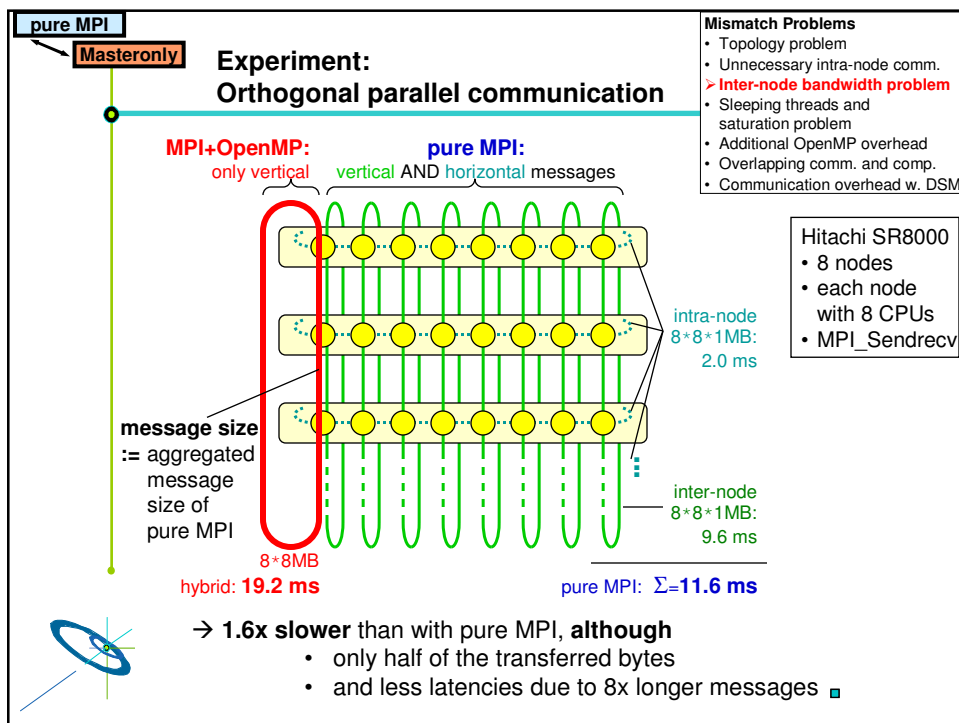 pure MPI
Masteronly
Experiment:
Orthogonal parallel communication
Mismatch Problems
• Topology problem
• Unnecessary intra-node comm.
➢ Inter-node bandwidth problem
• Sleeping threads and
saturation problem
• Additional OpenMP overhead
• Overlapping comm. and comp.
• Communication overhead w. DSM
MPI+OpenMP:
only vertical
pure MPI:
vertical AND horizontal messages
Hitachi SR8000
• 8 nodes
• each node
with 8 CPUs
• MPI_Sendrecv
intra-node
8*8*1MB:
2.0 ms
message size
:= aggregated
message
size of
pure MPI
inter-node
8*8*1MB:
9.6 ms
8*8MB
hybrid: 19.2 ms
pure MPI: Σ=11.6 ms
→ 1.6x slower than with pure MPI, although
• only half of the transferred bytes
• and less latencies due to 8x longer messages